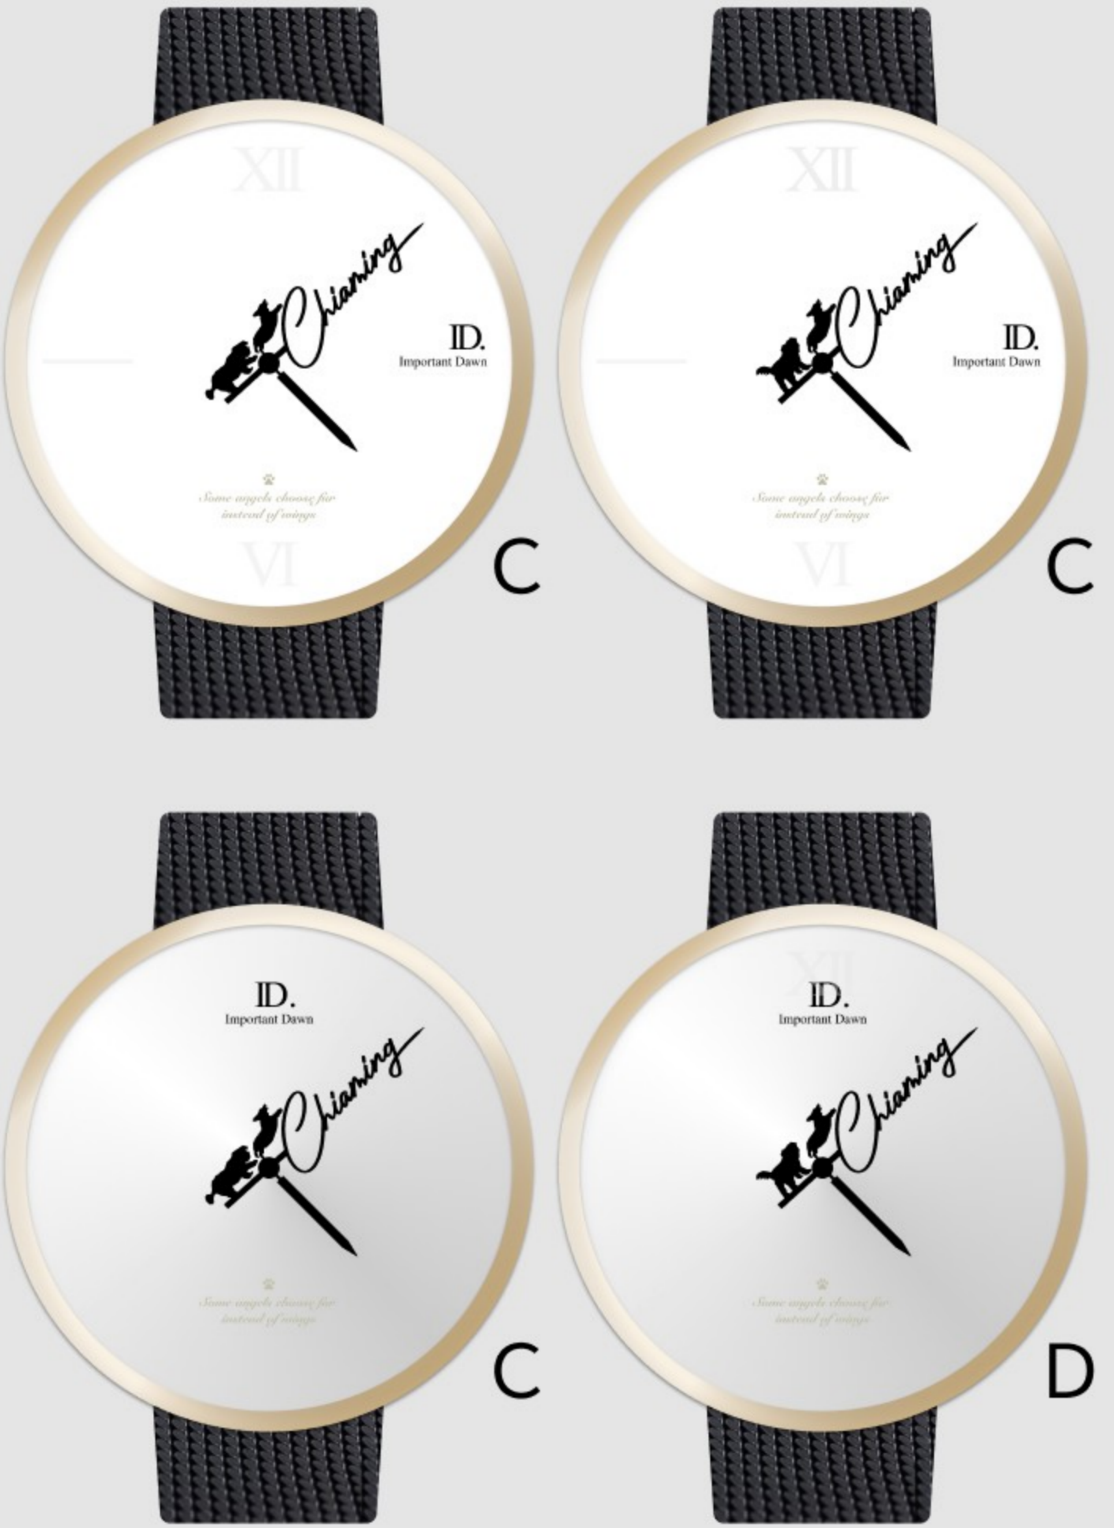 XII
Chiaming
ID.
Important Dawn
Some angels choose fur
instead of wings
VI
C
XII
Chiaming
ID.
Important Dawn
Some angels choose fur
instead of wings
VI
C
ID.
Important Dawn
Chiaming
Some angels choose fur
instead of wings
C
XII
ID.
Important Dawn
Chiaming
Some angels choose fur
instead of wings
D